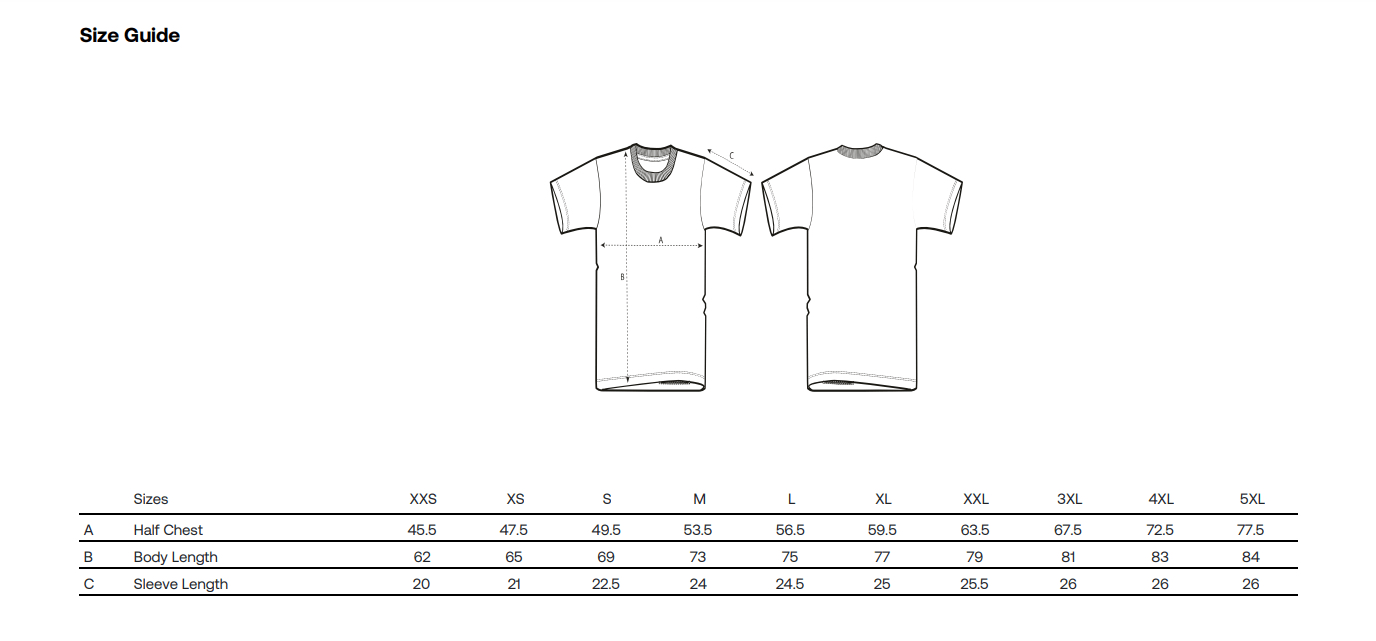 Size Guide
C
A
B
Sizes XXS XS S M L XL XXL 3XL 4XL 5XL
A Half Chest 45.5 47.5 49.5 53.5 56.5 59.5 63.5 67.5 72.5 77.5
B Body Length 62 65 69 73 75 77 79 81 83 84
C Sleeve Length 20 21 22.5 24 24.5 25 25.5 26 26 26